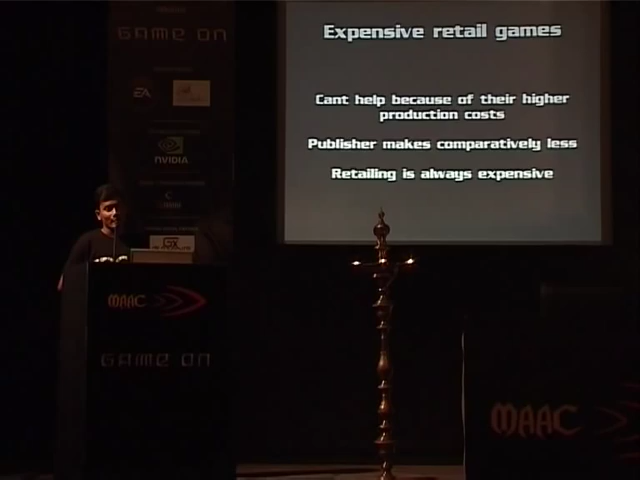 GAME ON
EA
NVIDIA
GX
MAAC
GAME ON
Expensive retail games
Cant help because of their higher
production costs
Publisher makes comparatively less
Retailing is always expensive
MAAC